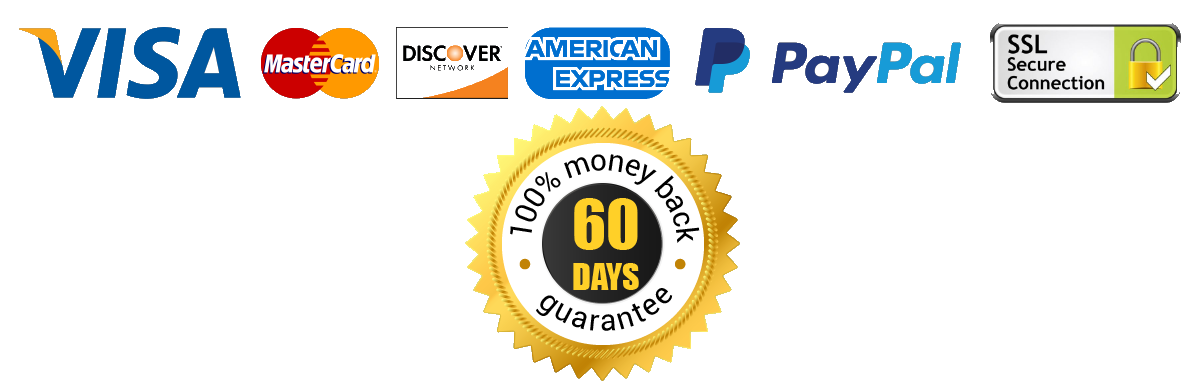 VISA
MasterCard
DISCOVER
NETWORK
AMERICAN
EXPRESS
P PayPal
SSL
Secure
Connection
100% money back
60
DAYS
guarantee